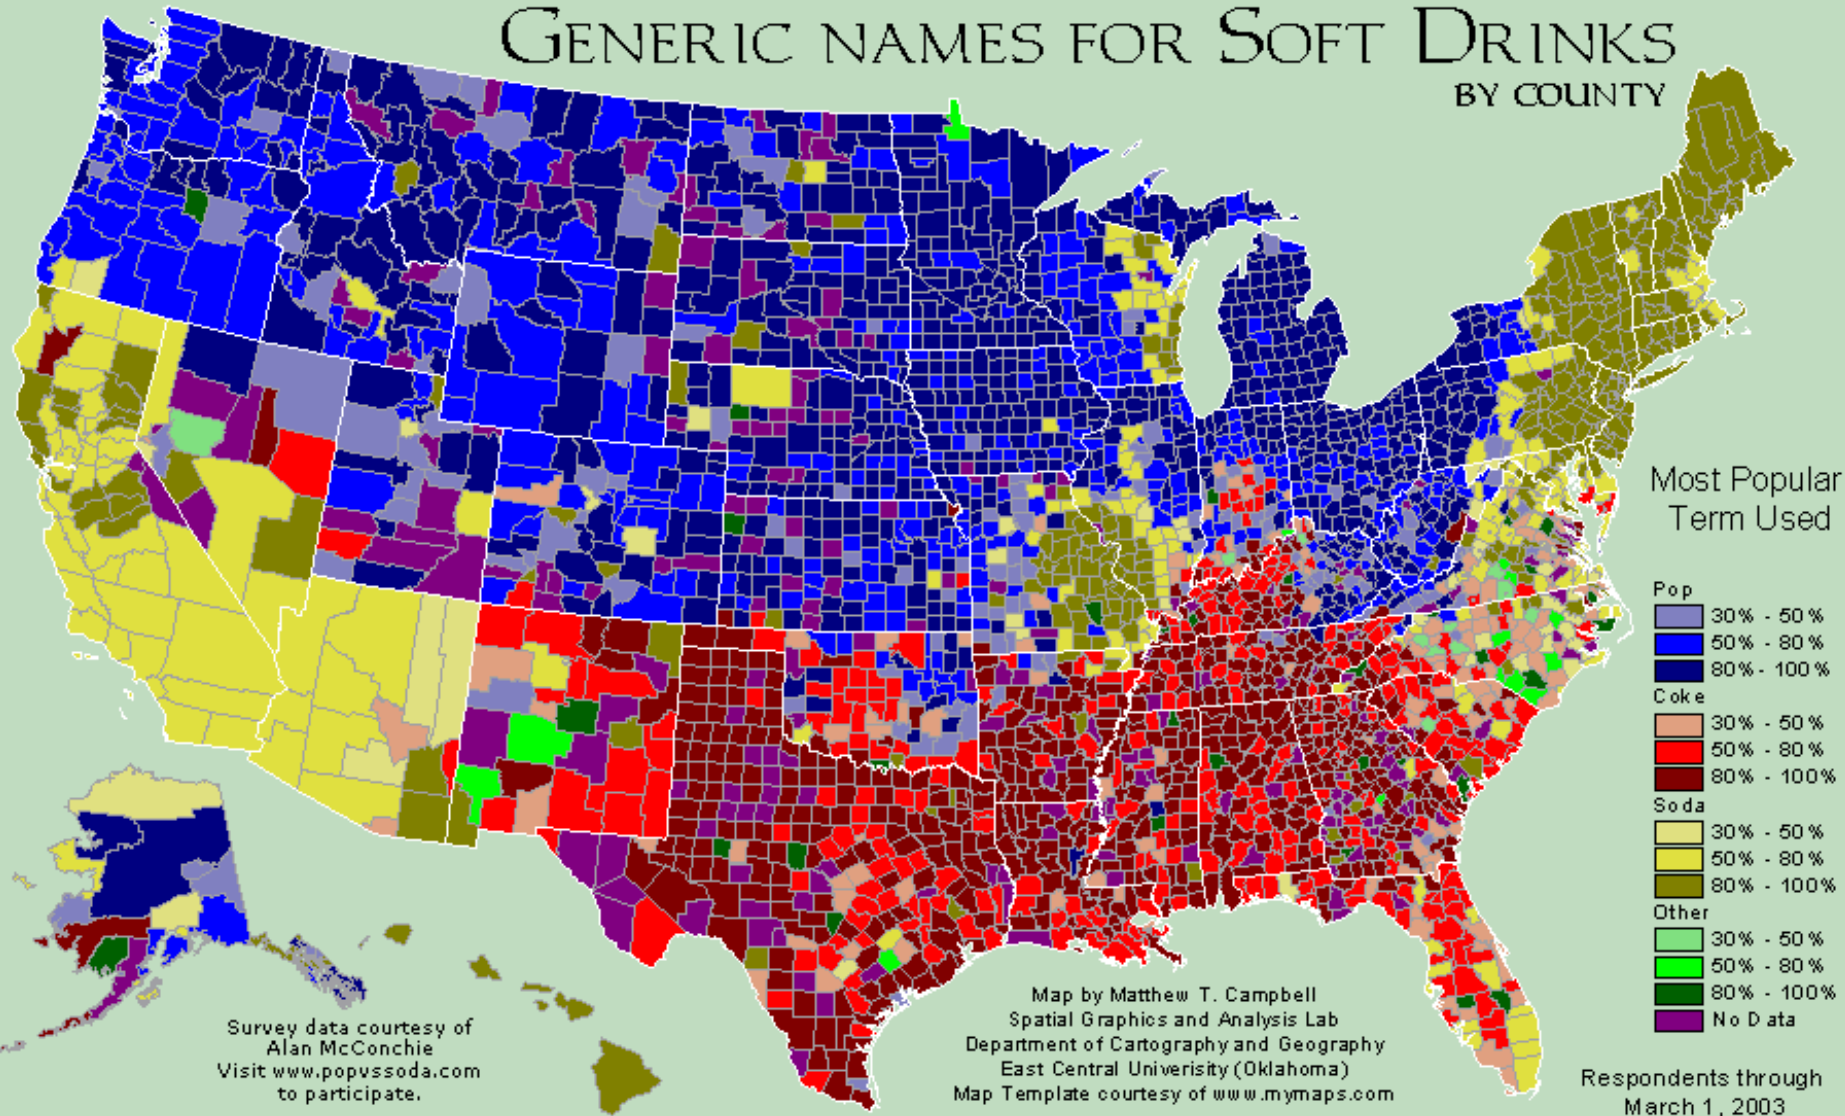 GENERIC NAMES FOR SOFT DRINKS
BY COUNTY
Most Popular
Term Used
Pop
30% - 50%
50% - 80%
80% - 100%
Coke
30% - 50%
50% - 80%
80% - 100%
Soda
30% - 50%
50% - 80%
80% - 100%
Other
30% - 50%
50% - 80%
80% - 100%
No Data
Survey data courtesy of
Alan McConchie
Visit www.popvssoda.com
to participate.
Map by Matthew T. Campbell
Spatial Graphics and Analysis Lab
Department of Cartography and Geography
East Central Univerisity (Oklahoma)
Map Template courtesy of www.mymaps.com
Respondents through
March 1, 2003